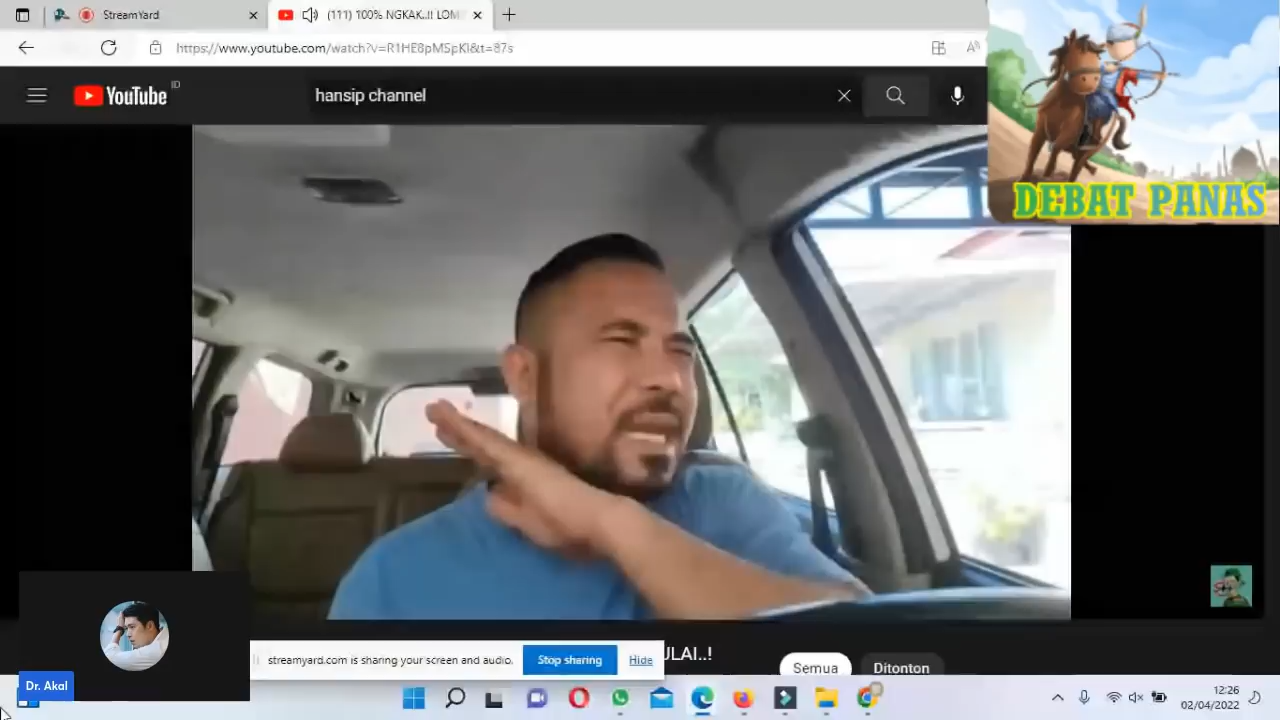 StreamYard
(111) 100% NGKAK..!! LOM
https://www.youtube.com/watch?v=R1HE8pMSpKI&t=87s
YouTube ID
hansip channel
DEBAT PANAS
streamyard.com is sharing your screen and audio.
Stop sharing
Hide
ULAI..!
Semua
Ditonton
Dr. Akal
12:26
02/04/2022